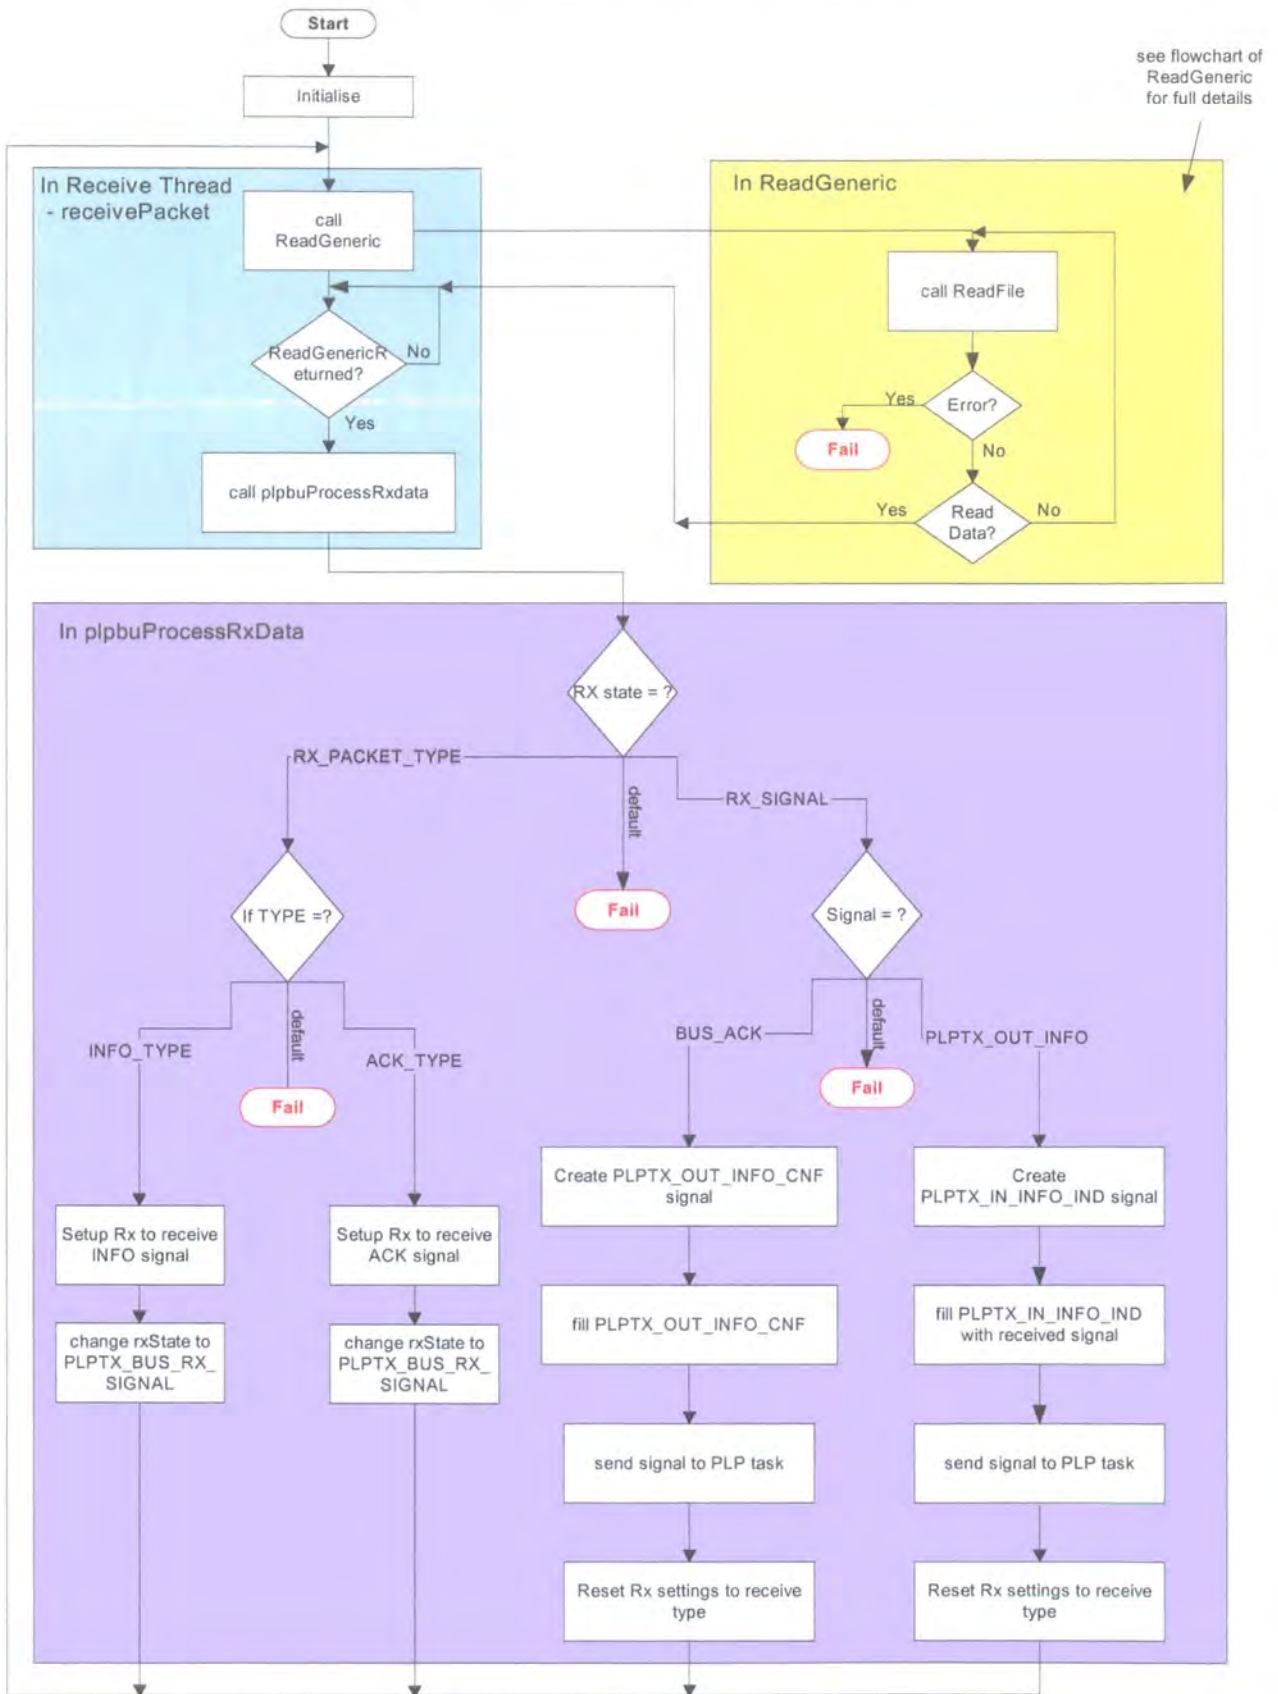 Start
see flowchart of
ReadGeneric
for full details
Initialise
In Receive Thread
- receivePacket
In ReadGeneric
call
ReadGeneric
call ReadFile
ReadGenericR
eturned?
No
Yes
Error?
Yes
Fail
No
call plpbuProcessRxdata
Yes
Read
Data?
No
In plpbuProcessRxData
RX state = ?
RX_PACKET_TYPE
default
RX_SIGNAL
If TYPE =?
Fail
Signal = ?
INFO_TYPE
default
ACK_TYPE
BUS_ACK
default
PLPTX_OUT_INFO
Fail
Fail
Create PLPTX_OUT_INFO_CNF
signal
Create
PLPTX_IN_INFO_IND signal
Setup Rx to receive
INFO signal
Setup Rx to receive
ACK signal
fill PLPTX_OUT_INFO_CNF
fill PLPTX_IN_INFO_IND
with received signal
change rxState to
PLPTX_BUS_RX_
SIGNAL
change rxState to
PLPTX_BUS_RX_
SIGNAL
send signal to PLP task
send signal to PLP task
Reset Rx settings to receive
type
Reset Rx settings to receive
type